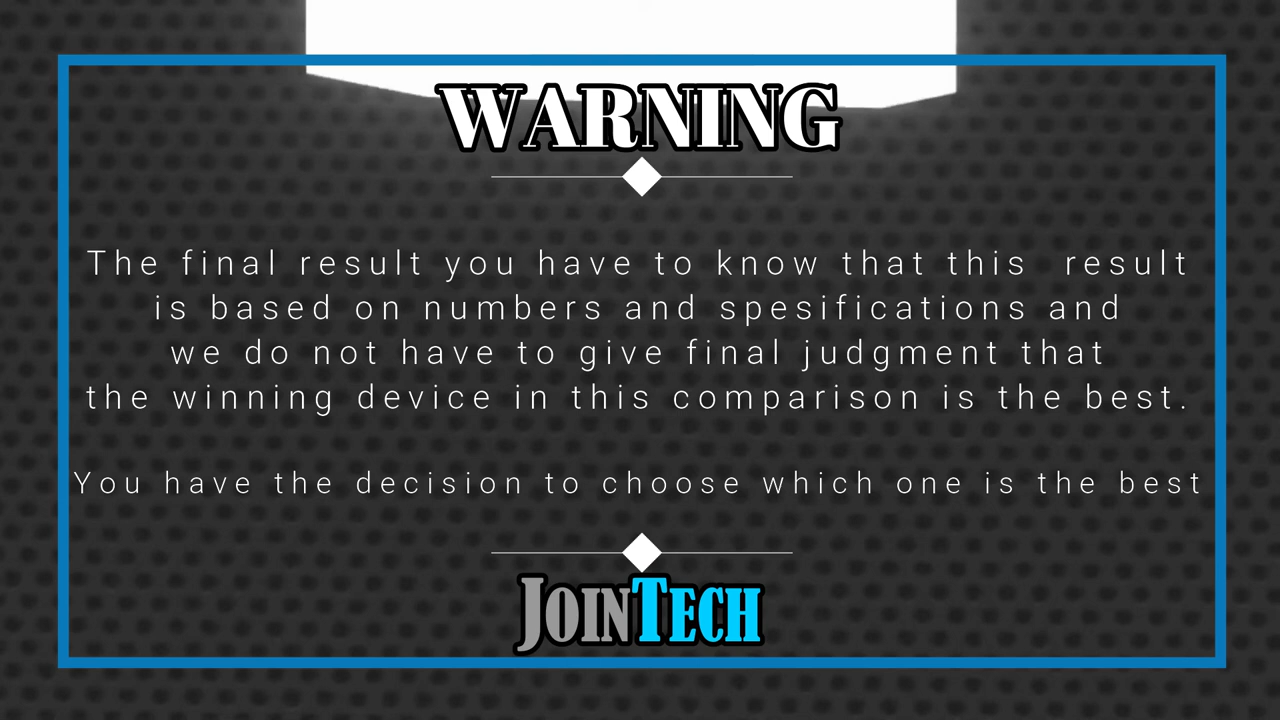 WARNING
The final result you have to know that this result
is based on numbers and spesifications and
we do not have to give final judgment that
the winning device in this comparison is the best.
You have the decision to choose which one is the best
JOINTECH